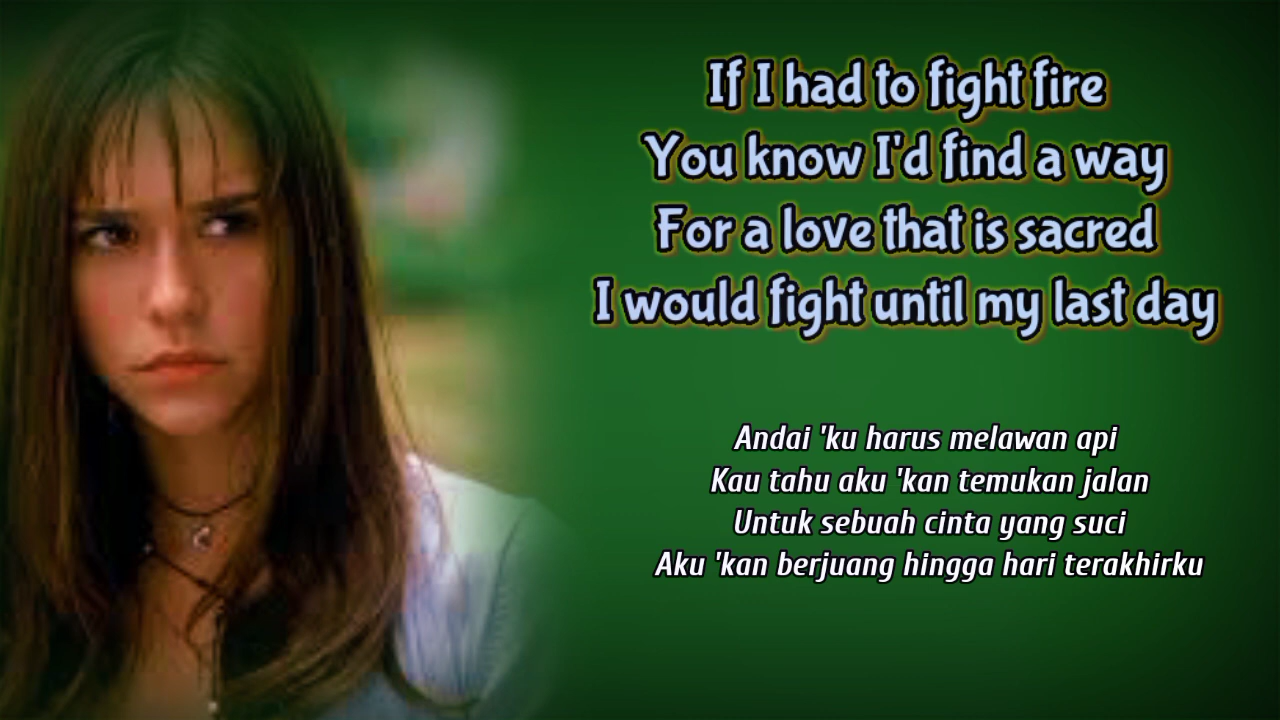 If I had to fight fire
You know I'd find a way
For a love that is sacred
I would fight until my last day
Andai 'ku harus melawan api
Kau tahu aku 'kan temukan jalan
Untuk sebuah cinta yang suci
Aku 'kan berjuang hingga hari terakhirku